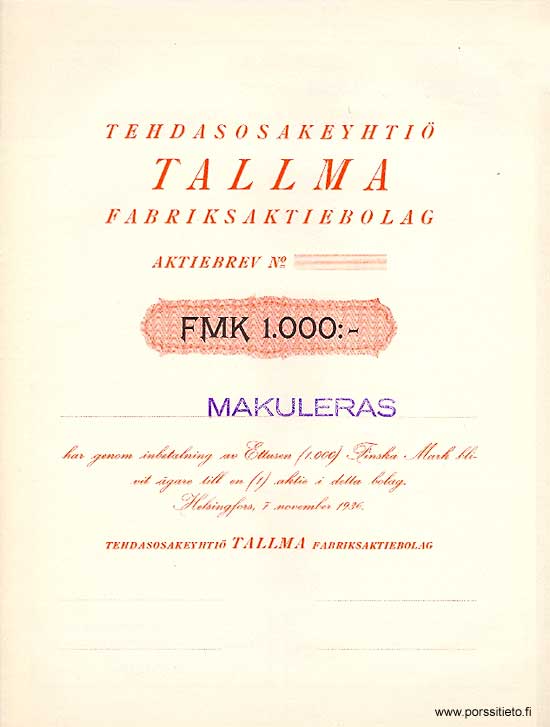 TEHDASOSAKEYHTIÖ
TALLMA
FABRIKSAKTIEBOLAG
AKTIEBREV No
FMK 1.000:-
MAKULERAS
har genom inbetalning av Ettusen (1.000) Finska Mark bli-
vit ägare till en (1) aktie i detta bolag.
Helsingfors, 7 november 1936.
TEHDASOSAKEYHTIÖ TALLMA FABRIKSAKTIEBOLAG
www.porssitieto.fi